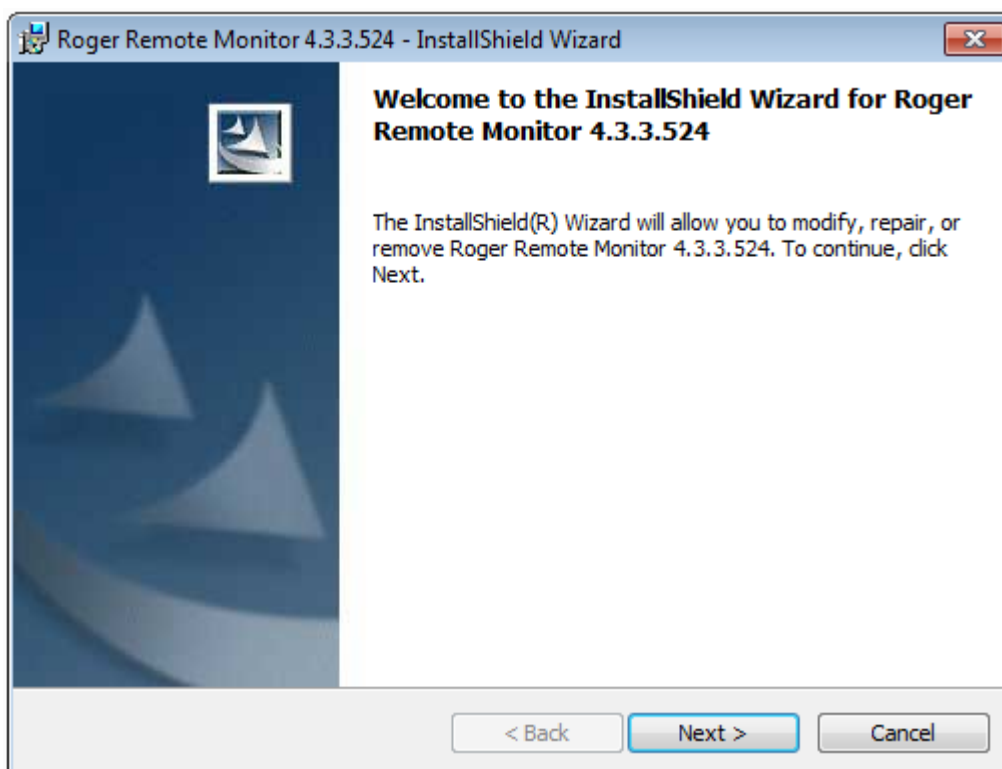 Roger Remote Monitor 4.3.3.524 - InstallShield Wizard
Welcome to the InstallShield Wizard for Roger
Remote Monitor 4.3.3.524
The InstallShield(R) Wizard will allow you to modify, repair, or
remove Roger Remote Monitor 4.3.3.524. To continue, click
Next.
< Back
Next >
Cancel